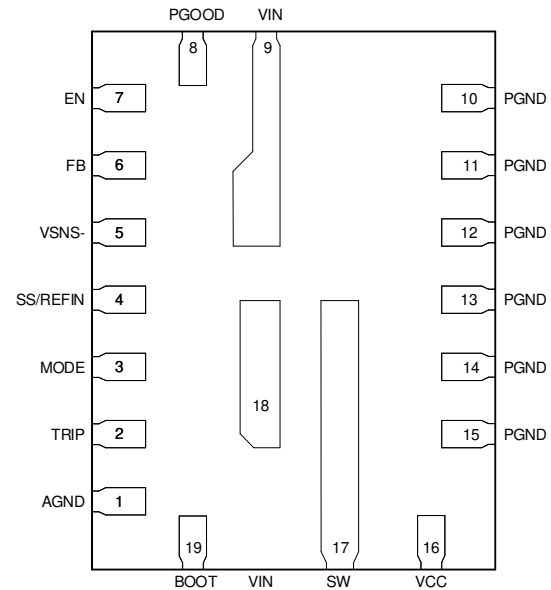 PGOOD VIN
8 9
EN 7 10 PGND
FB 6 11 PGND
VSNS- 5 12 PGND
SS/REFIN 4 13 PGND
MODE 3 14 PGND
18
TRIP 2 15 PGND
AGND 1
19 17 16
BOOT VIN SW VCC